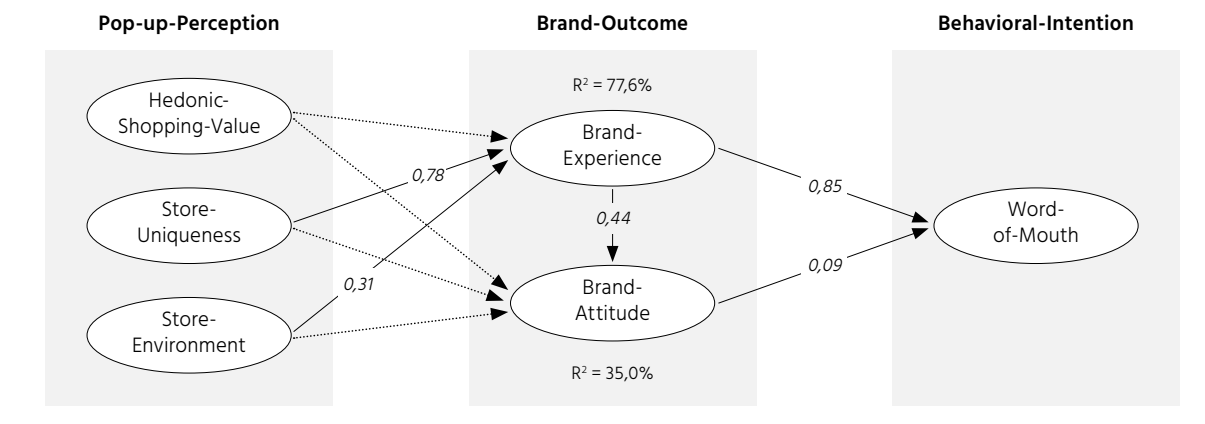 Pop-up-Perception
Brand-Outcome
Behavioral-Intention
R² = 77,6%
Hedonic-
Shopping-Value
Brand-
Experience
0,78
0,85
Store-
Uniqueness
0,44
Word-
of-Mouth
0,31
0,09
Brand-
Attitude
Store-
Environment
R² = 35,0%